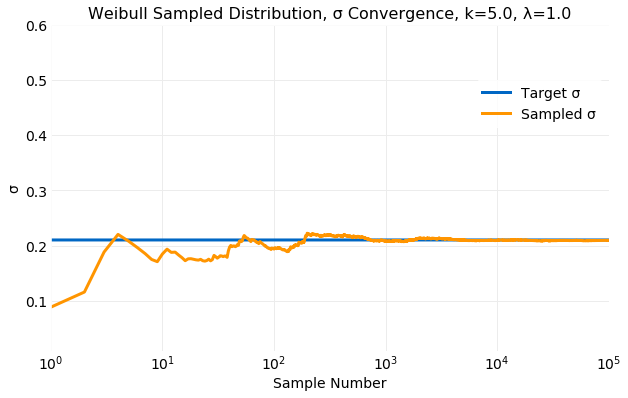 Weibull Sampled Distribution, σ Convergence, k=5.0, λ=1.0
0.6
0.5
0.4
0.3
0.2
0.1
σ
Target σ
Sampled σ
10⁰ 10¹ 10² 10³ 10⁴ 10⁵
Sample Number